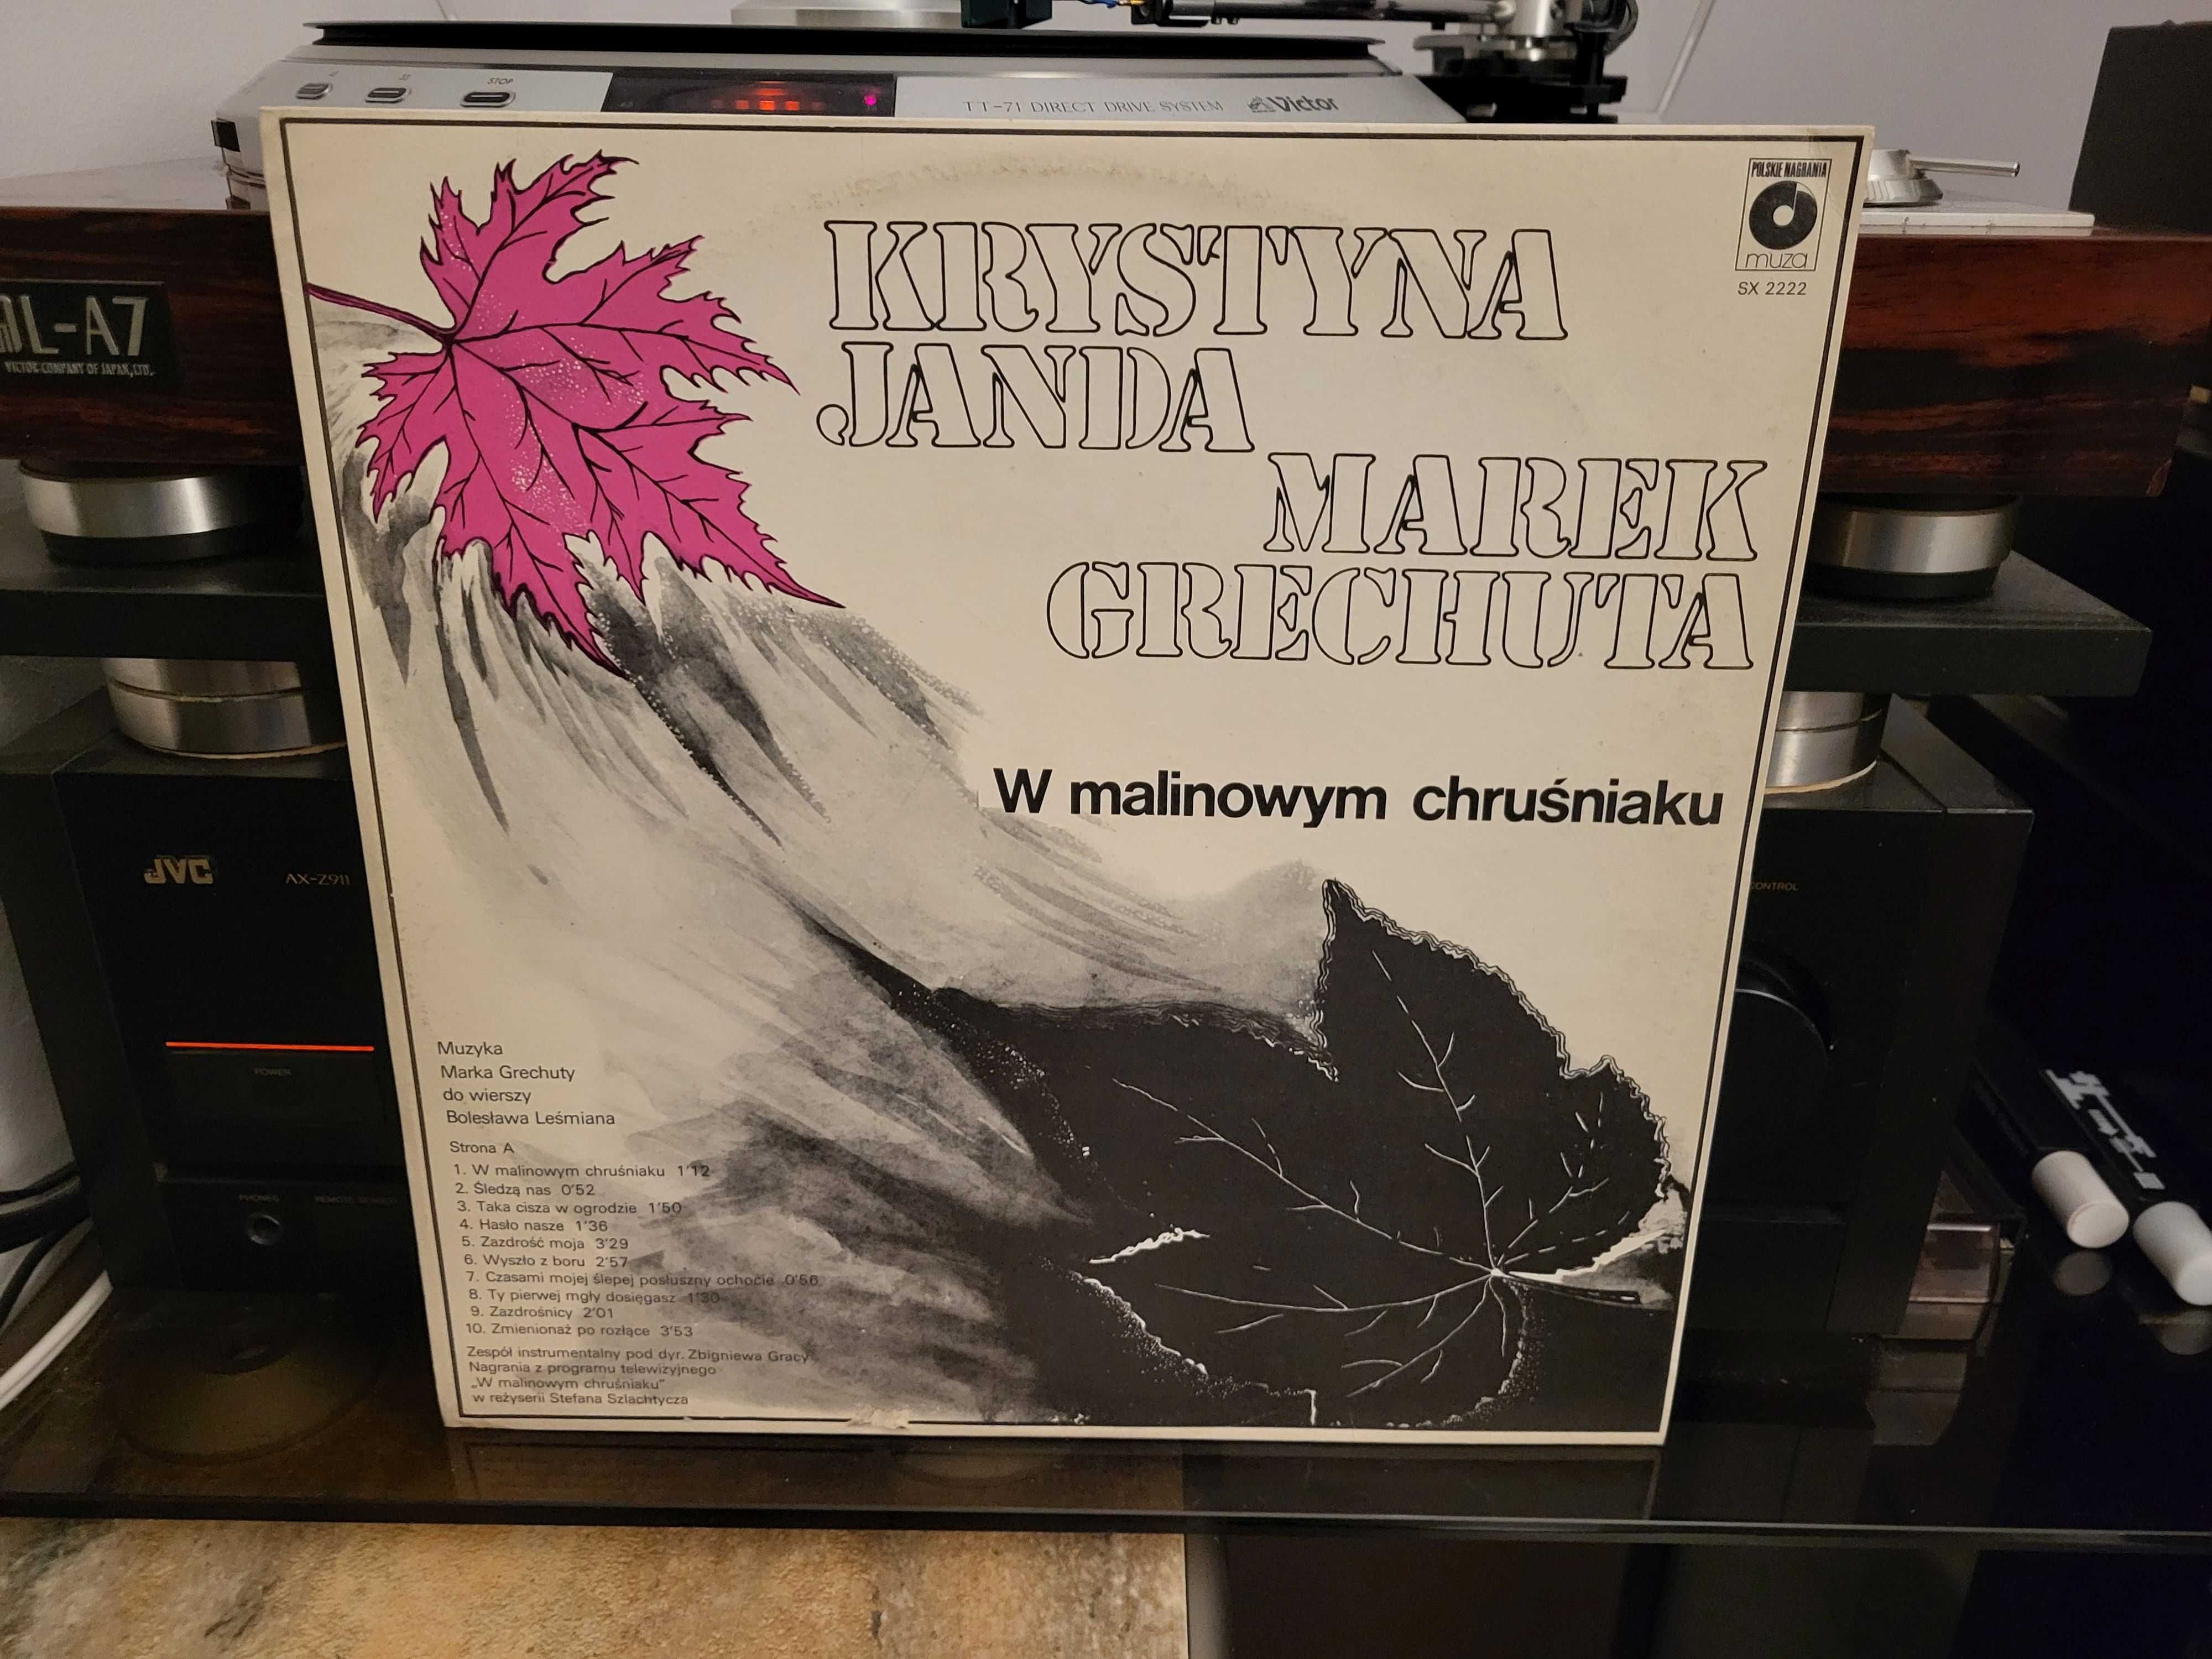 STOP
33
45
TT-71 DIRECT DRIVE SYSTEM Victor
L-A7
VICTOR COMPANY OF JAPAN, LTD.
POLSKIE NAGRANIA
muza
SX 2222
KRYSTYNA
JANDA
MAREK
GRECHUTA
W malinowym chruśniaku
JVC
AX-Z911
CONTROL
POWER
PHONES
REMOTE SENSOR
Muzyka
Marka Grechuty
do wierszy
Bolesława Leśmiana
Strona A
1. W malinowym chruśniaku 1'12
2. Śledzą nas 0'52
3. Taka cisza w ogrodzie 1'50
4. Hasło nasze 1'36
5. Zazdrość moja 3'29
6. Wyszło z boru 2'57
7. Czasami mojej ślepej posłuszny ochocie 0'56
8. Ty pierwej mgły dosięgasz 1'30
9. Zazdrośnicy 2'01
10. Zmienionaż po rozłące 3'53
Zespół instrumentalny pod dyr. Zbigniewa Gracy
Nagrania z programu telewizyjnego
„W malinowym chruśniaku”
w reżyserii Stefana Szlachtycza